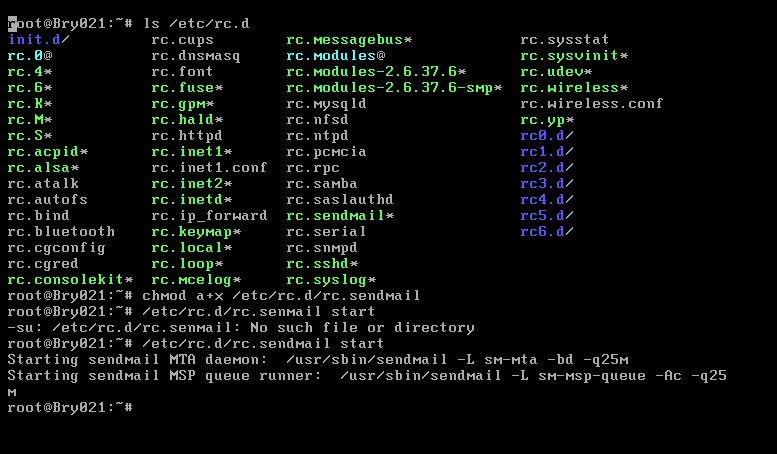 root@Bry021:~# ls /etc/rc.d
init.d/ rc.cups rc.messagebus* rc.sysstat
rc.0@ rc.dnsmasq rc.modules@ rc.sysvinit*
rc.4* rc.font rc.modules-2.6.37.6* rc.udev*
rc.6* rc.fuse* rc.modules-2.6.37.6-smp* rc.wireless*
rc.K* rc.gpm* rc.mysqld rc.wireless.conf
rc.M* rc.hald* rc.nfsd rc.yp*
rc.S* rc.httpd rc.ntpd rc0.d/
rc.acpid* rc.inet1* rc.pcmcia rc1.d/
rc.alsa* rc.inet1.conf rc.rpc rc2.d/
rc.atalk rc.inet2* rc.samba rc3.d/
rc.autofs rc.inetd* rc.saslauthd rc4.d/
rc.bind rc.ip_forward rc.sendmail* rc5.d/
rc.bluetooth rc.keymap* rc.serial rc6.d/
rc.cgconfig rc.local* rc.snmpd
rc.cgred rc.loop* rc.sshd*
rc.consolekit* rc.mcelog* rc.syslog*
root@Bry021:~# chmod a+x /etc/rc.d/rc.sendmail
root@Bry021:~# /etc/rc.d/rc.senmail start
-su: /etc/rc.d/rc.senmail: No such file or directory
root@Bry021:~# /etc/rc.d/rc.sendmail start
Starting sendmail MTA daemon:  /usr/sbin/sendmail -L sm-mta -bd -q25m
Starting sendmail MSP queue runner:  /usr/sbin/sendmail -L sm-msp-queue -Ac -q25
m
root@Bry021:~#